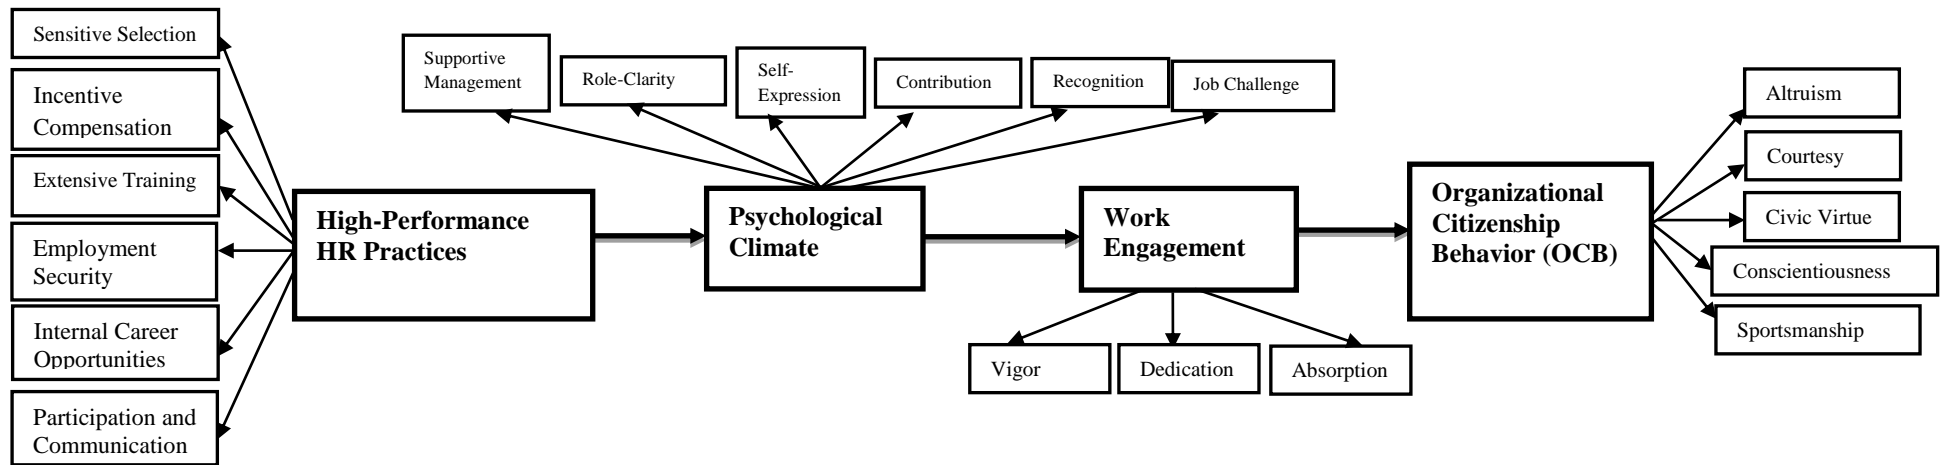 Sensitive Selection
Incentive
Compensation
Extensive Training
Employment
Security
Internal Career
Opportunities
Participation and
Communication
High-Performance
HR Practices
Supportive
Management
Role-Clarity
Self-
Expression
Contribution
Recognition
Job Challenge
Psychological
Climate
Work
Engagement
Vigor
Dedication
Absorption
Organizational
Citizenship
Behavior (OCB)
Altruism
Courtesy
Civic Virtue
Conscientiousness
Sportsmanship